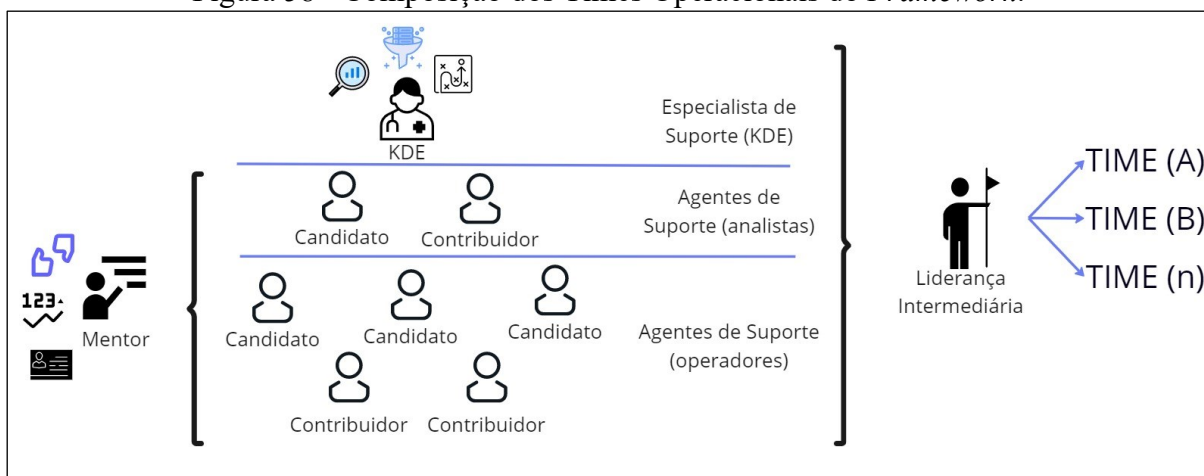 KDE
Especialista de
Suporte (KDE)
Candidato
Contribuidor
Agentes de
Suporte (analistas)
123
Mentor
Candidato
Candidato
Candidato
Contribuidor
Contribuidor
Agentes de Suporte
(operadores)
Liderança
Intermediária
TIME (A)
TIME (B)
TIME (n)